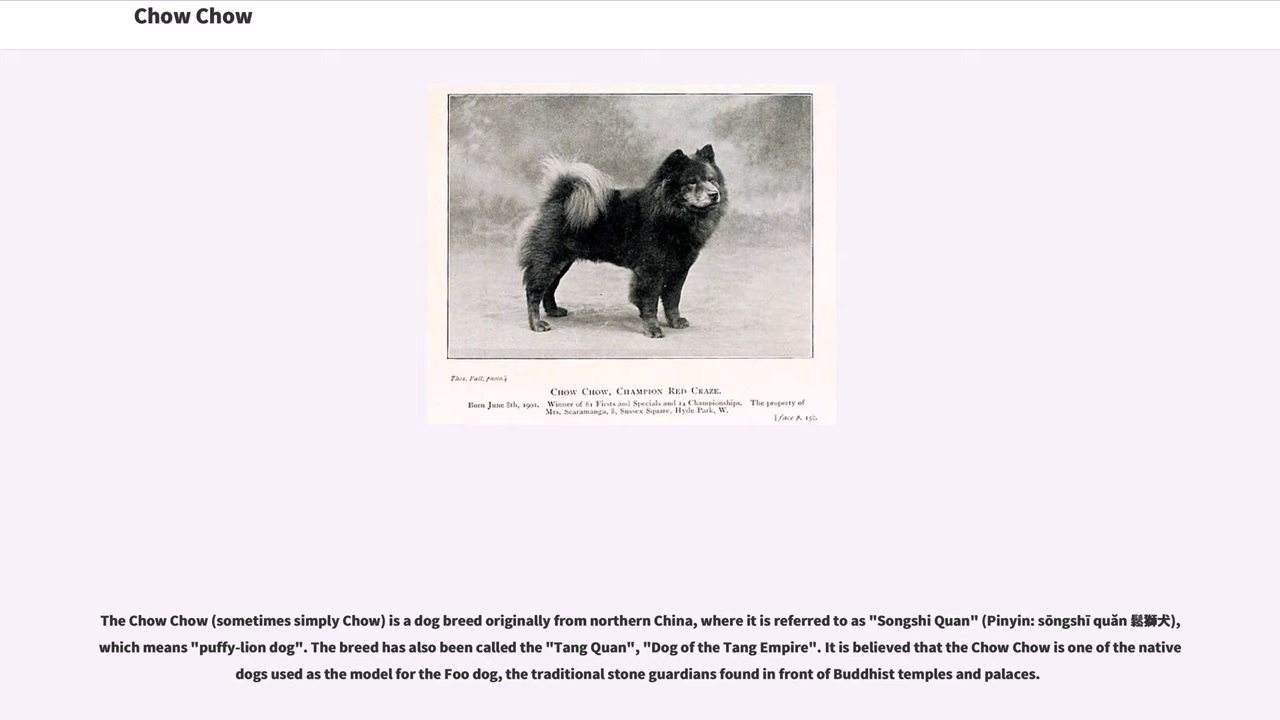 Chow Chow
Thos. Fall, photo.]
Chow Chow, Champion Red Craze.
Born June 8th, 1901. Winner of 61 Firsts and Specials and 14 Championships. The property of
Mrs. Scaramanga, 8, Sussex Square, Hyde Park, W.
[face p. 150.
The Chow Chow (sometimes simply Chow) is a dog breed originally from northern China, where it is referred to as "Songshi Quan" (Pinyin: sōngshī quǎn 鬆獅犬),
which means "puffy-lion dog". The breed has also been called the "Tang Quan", "Dog of the Tang Empire". It is believed that the Chow Chow is one of the native
dogs used as the model for the Foo dog, the traditional stone guardians found in front of Buddhist temples and palaces.